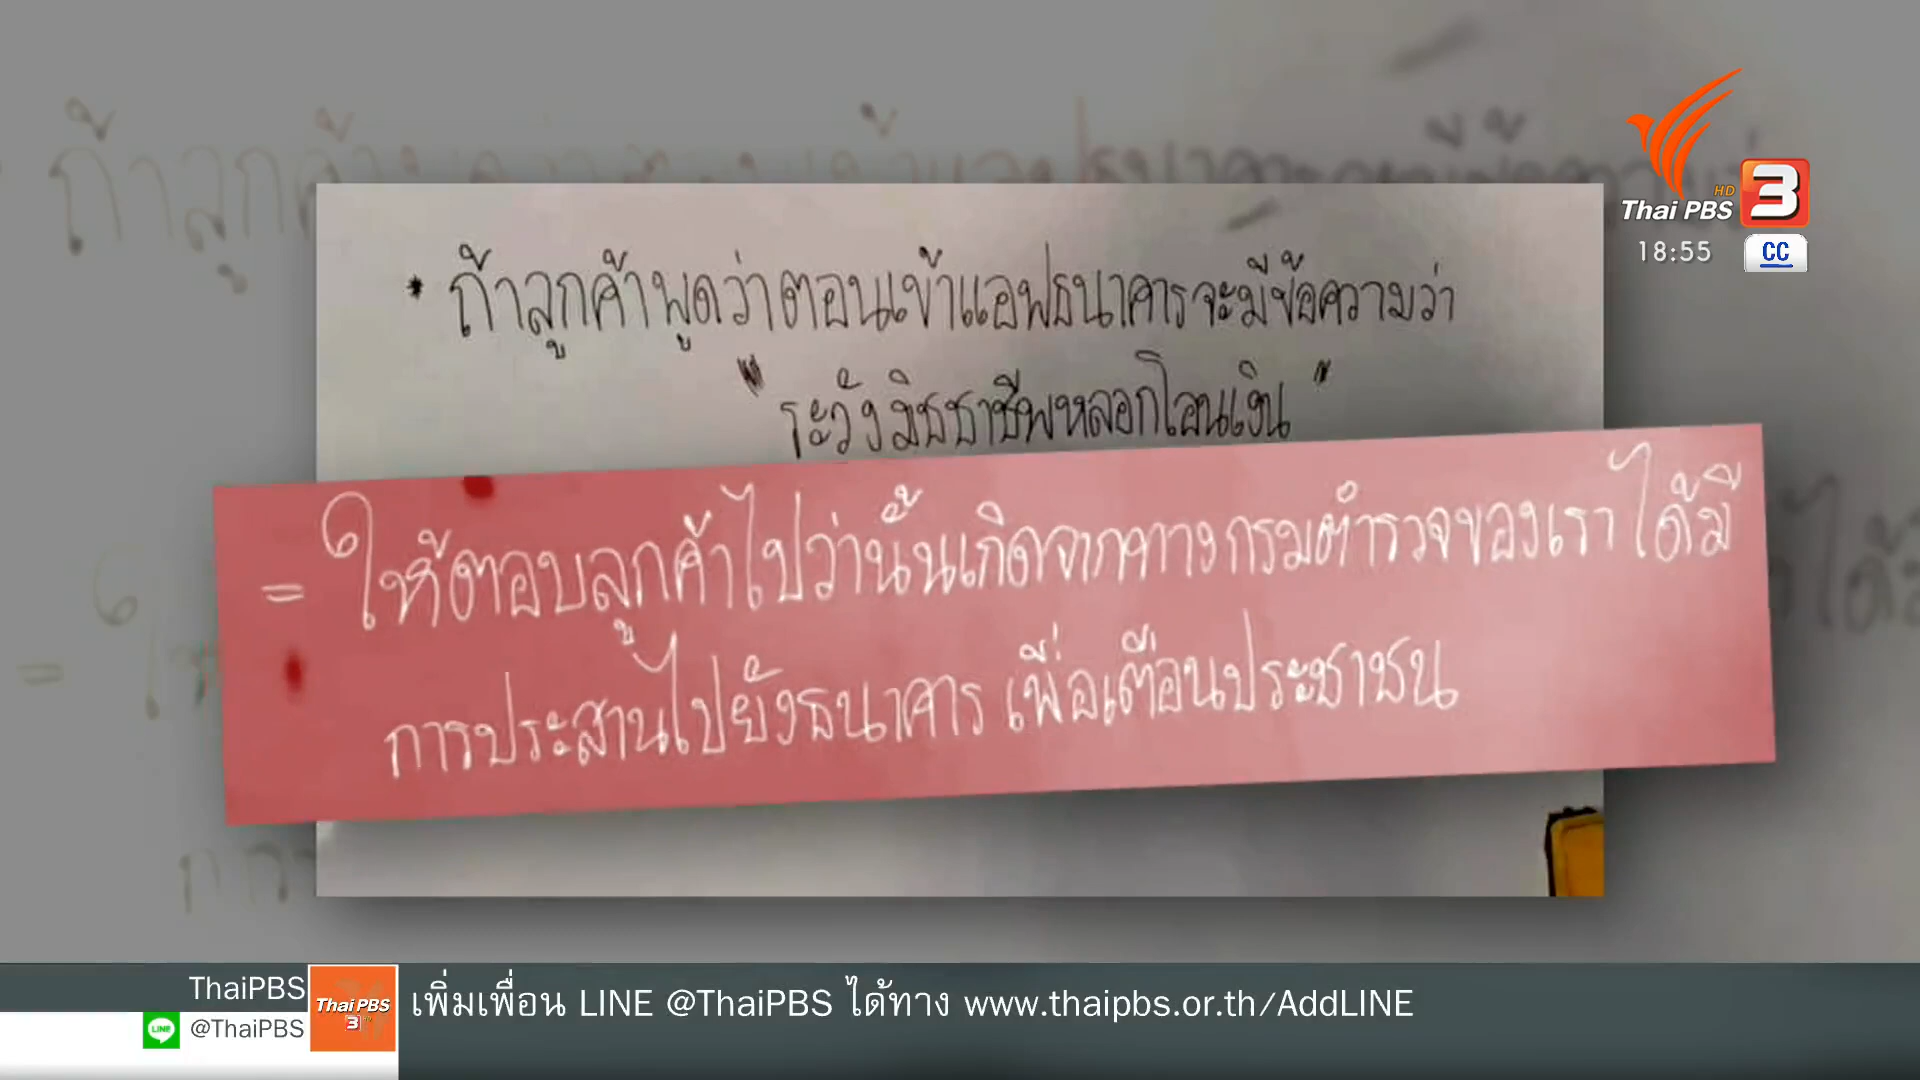 Thai PBS HD 3
18:55 CC
• ถ้าลูกค้าพูดว่าตอนเข้าแอฟธนาคารจะมีข้อความว่า
"ระวังมิชชาชีพหลอกโอนเงิน"
= ให้ตอบลูกค้าไปว่านั้นเกิดจากทางกรมตำรวจของเราได้มี
การประสานไปยังธนาคาร เพื่อเตือนประชาชน
ThaiPBS
LINE @ThaiPBS
Thai PBS 3
เพิ่มเพื่อน LINE @ThaiPBS ได้ทาง www.thaipbs.or.th/AddLINE